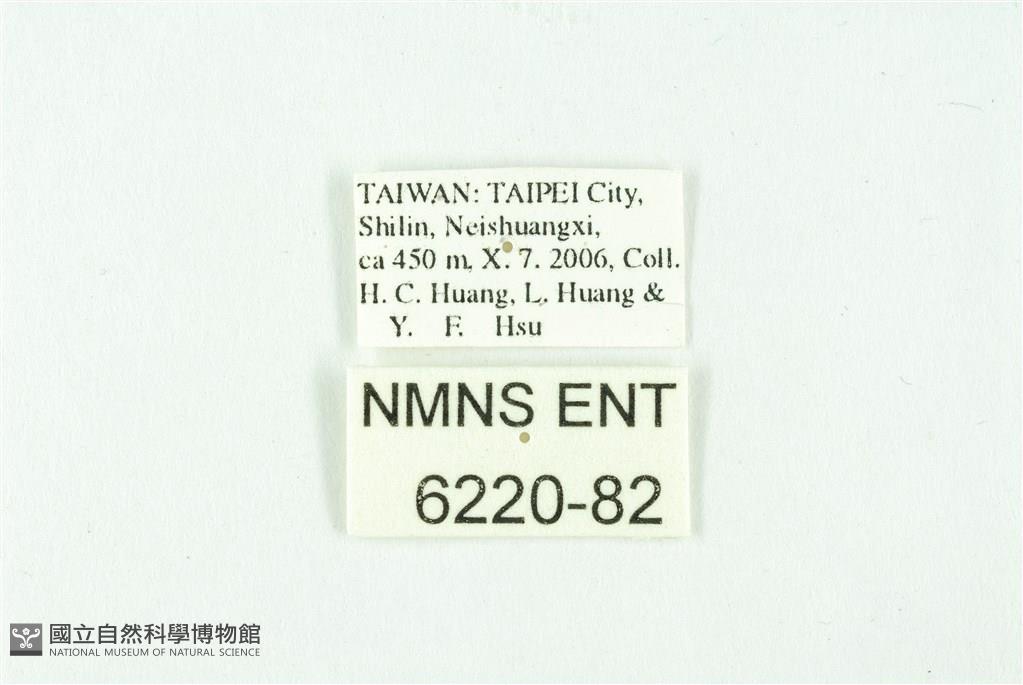 TAIWAN: TAIPEI City,
Shilin, Neishuangxi,
ca 450 m, X. 7. 2006, Coll.
H. C. Huang, L. Huang &
Y. F. Hsu
NMNS ENT
6220-82
國立自然科學博物館
NATIONAL MUSEUM OF NATURAL SCIENCE